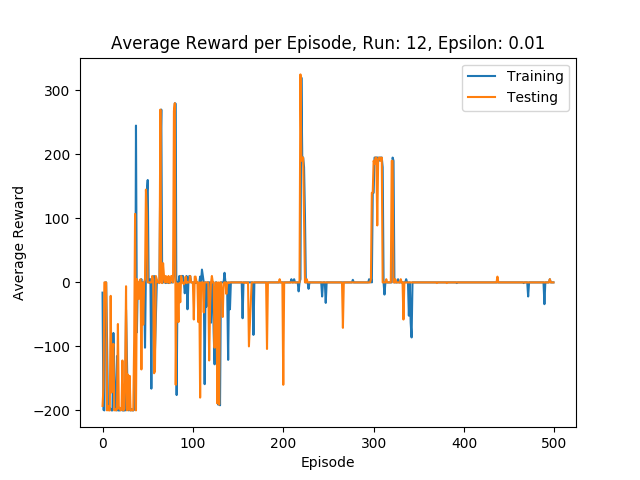 Average Reward per Episode, Run: 12, Epsilon: 0.01
Training
Testing
Average Reward
300
200
100
0
−100
−200
0 100 200 300 400 500
Episode